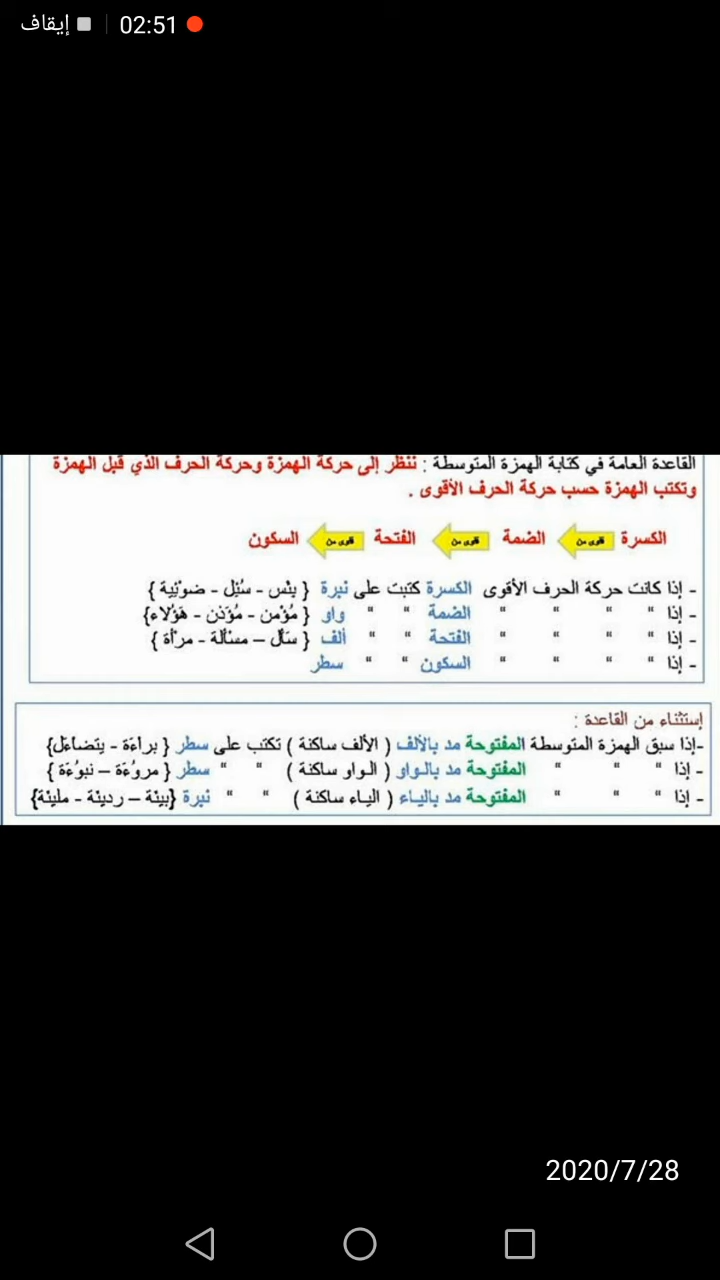 إيقاف 02:51
القاعدة العامة في كتابة الهمزة المتوسطة : ننظر إلى حركة الهمزة وحركة الحرف الذي قبل الهمزة
وتكتب الهمزة حسب حركة الحرف الأقوى .
الكسرة قوى من الضمة قوى من الفتحة قوى من السكون
- إذا كانت حركة الحرف الأقوى الكسرة كتبت على نبرة { بئس - سُئِل - ضوئية }
- إذا " " " " الضمة " " واو { مُؤمن - مُؤذن - هؤلاء}
- إذا " " " " الفتحة " " ألف { سَأل – مسألة - مرأة }
- إذا " " " " السكون " " سطر
إستثناء من القاعدة :
-إذا سبق الهمزة المتوسطة المفتوحة مد بالألف ( الألف ساكنة ) تكتب على سطر { براءَة - يتضاءَل}
- إذا " " " المفتوحة مد بالواو ( الواو ساكنة ) " " سطر { مروءَة – نبوءَة }
- إذا " " " المفتوحة مد بالياء ( الياء ساكنة ) " " نبرة {بيئة – رديئة - مليئة}
2020/7/28